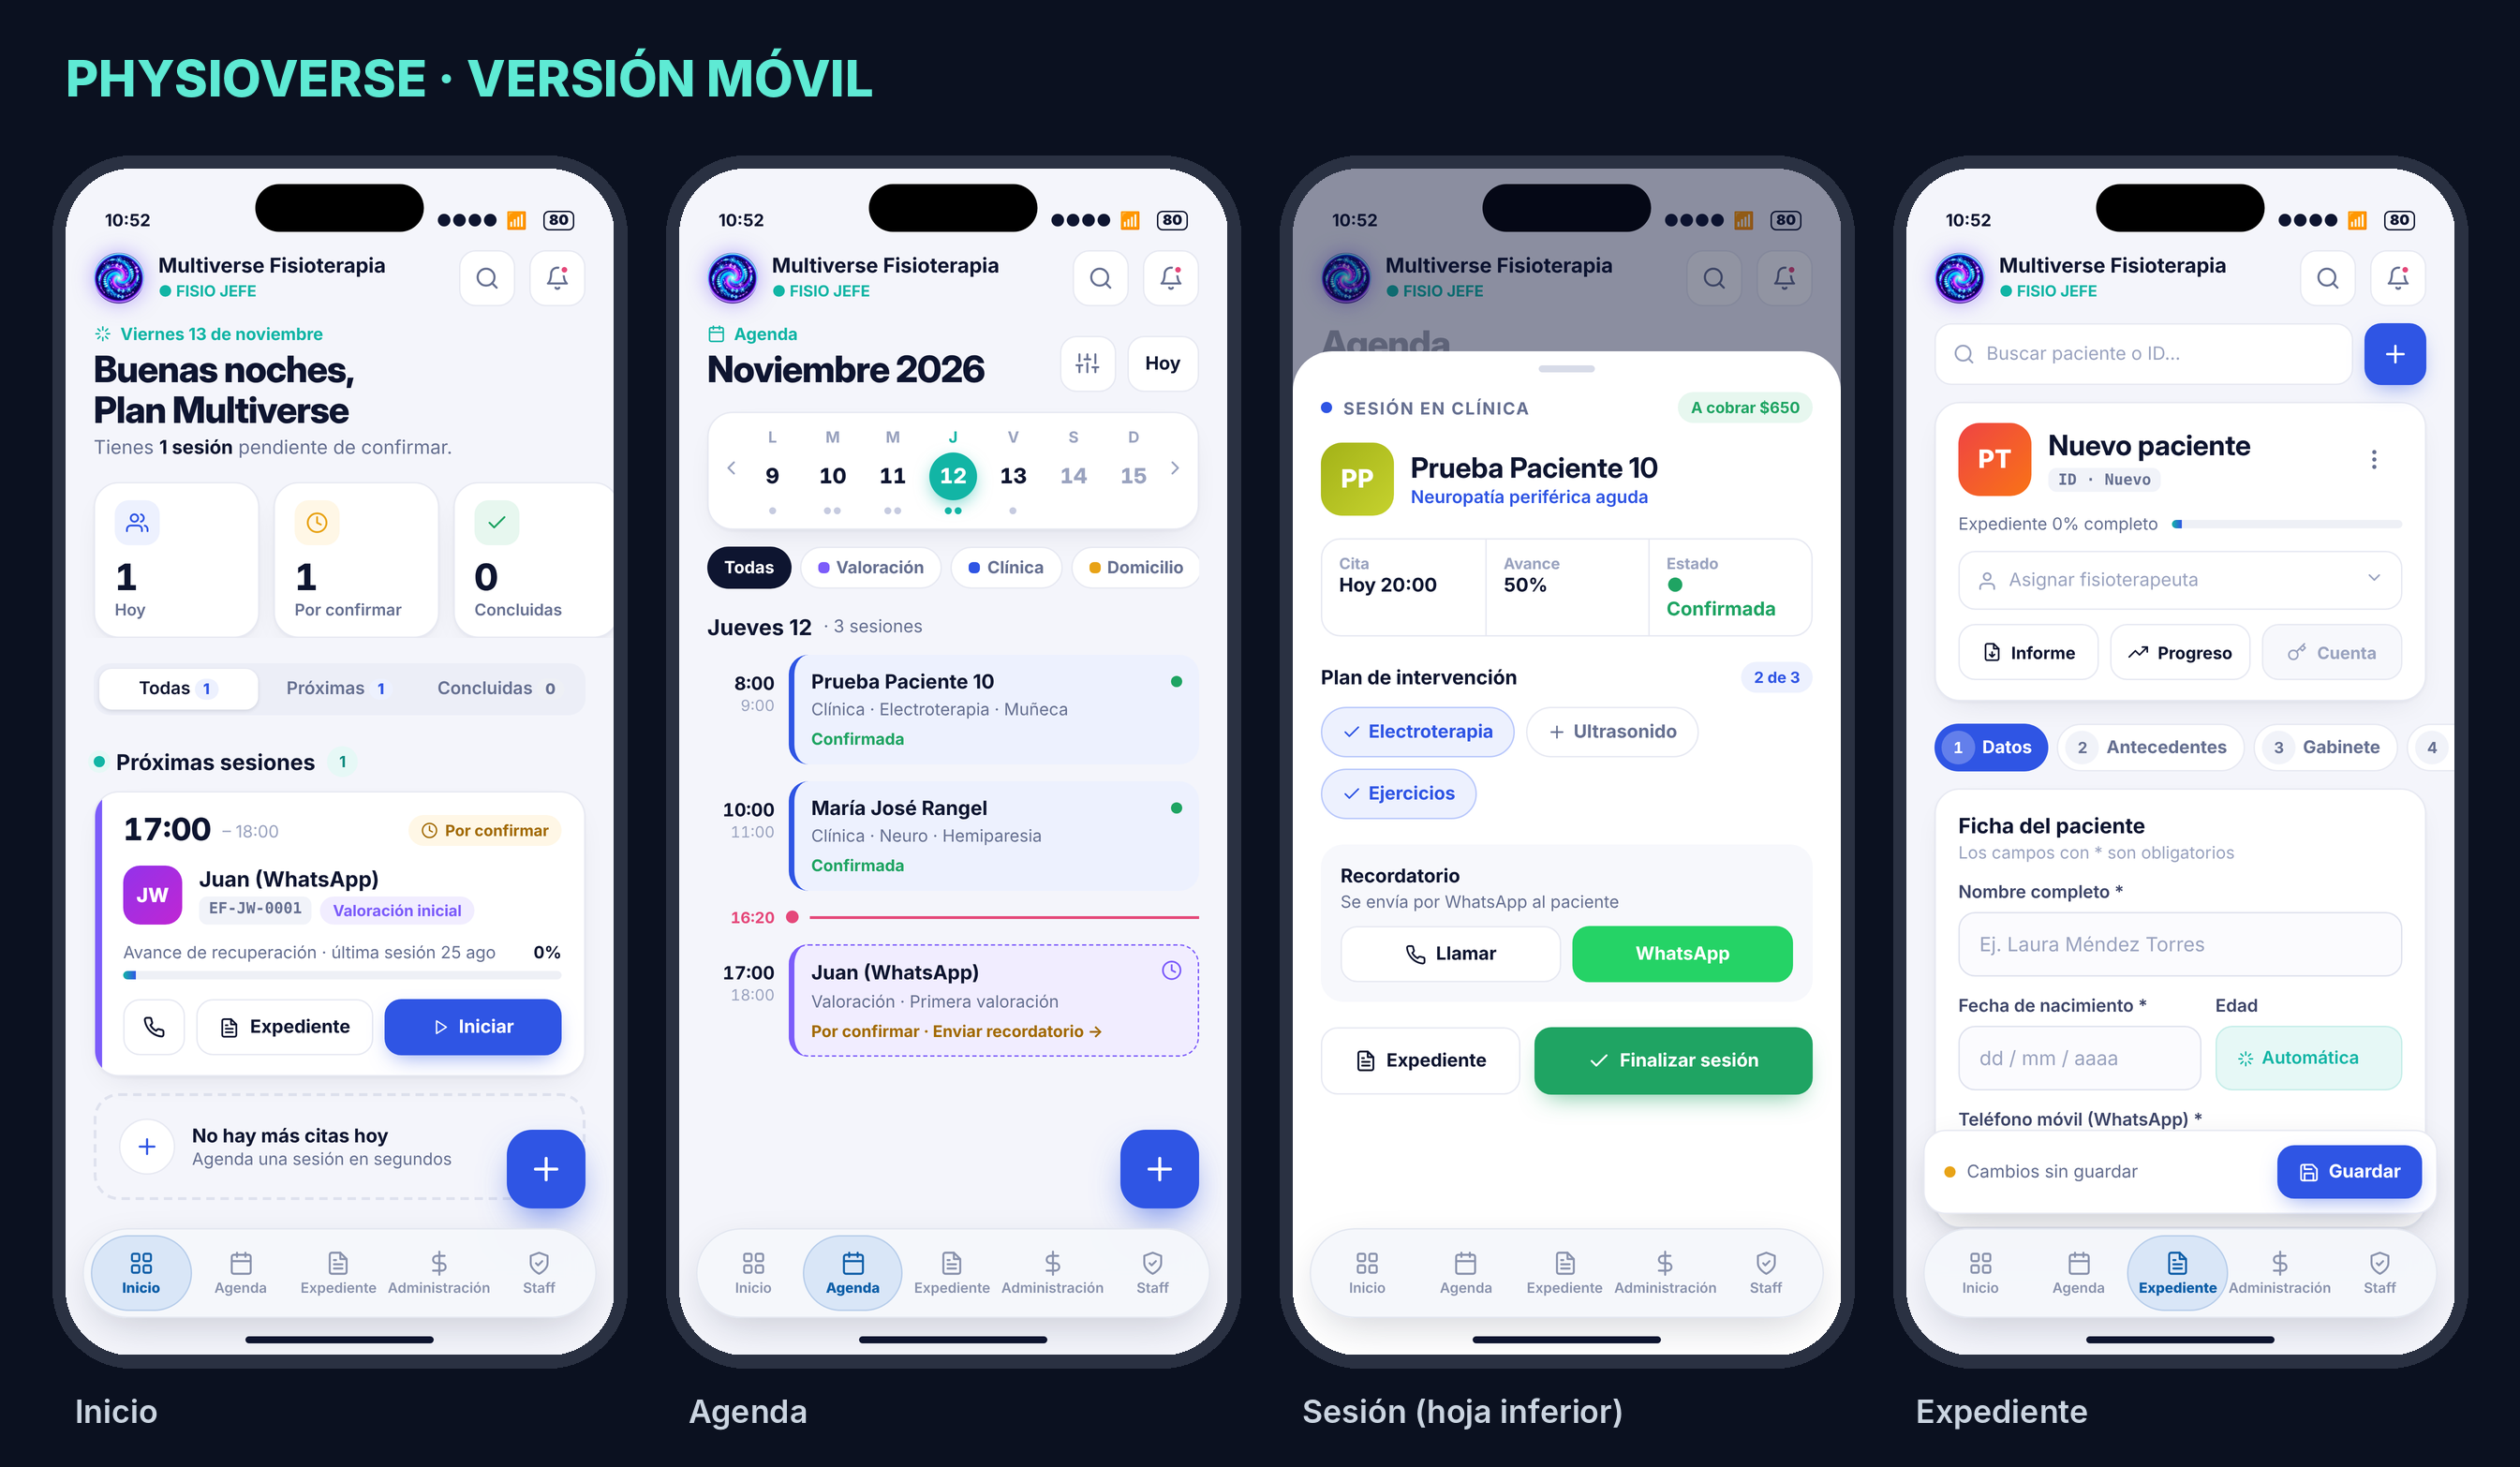 PHYSIOVERSE · VERSIÓN MÓVIL
10:52
80
Multiverse Fisioterapia
FISIO JEFE
Viernes 13 de noviembre
Buenas noches,
Plan Multiverse
Tienes 1 sesión pendiente de confirmar.
1
Hoy
1
Por confirmar
0
Concluidas
Todas 1
Próximas 1
Concluidas 0
Próximas sesiones 1
17:00 – 18:00
Por confirmar
JW
Juan (WhatsApp)
EF-JW-0001
Valoración inicial
Avance de recuperación · última sesión 25 ago 0%
Expediente
Iniciar
No hay más citas hoy
Agenda una sesión en segundos
Inicio
Agenda
Expediente
Administración
Staff
Inicio
10:52
80
Multiverse Fisioterapia
FISIO JEFE
Agenda
Noviembre 2026
Hoy
L M M J V S D
9 10 11 12 13 14 15
Todas
Valoración
Clínica
Domicilio
Jueves 12 · 3 sesiones
8:00
9:00
Prueba Paciente 10
Clínica · Electroterapia · Muñeca
Confirmada
10:00
11:00
María José Rangel
Clínica · Neuro · Hemiparesia
Confirmada
16:20
17:00
18:00
Juan (WhatsApp)
Valoración · Primera valoración
Por confirmar · Enviar recordatorio →
Inicio
Agenda
Expediente
Administración
Staff
Agenda
10:52
80
Multiverse Fisioterapia
FISIO JEFE
Agenda
SESIÓN EN CLÍNICA
A cobrar $650
PP
Prueba Paciente 10
Neuropatía periférica aguda
Cita
Hoy 20:00
Avance
50%
Estado
Confirmada
Plan de intervención
2 de 3
Electroterapia
Ultrasonido
Ejercicios
Recordatorio
Se envía por WhatsApp al paciente
Llamar
WhatsApp
Expediente
Finalizar sesión
Inicio
Agenda
Expediente
Administración
Staff
Sesión (hoja inferior)
10:52
80
Multiverse Fisioterapia
FISIO JEFE
Buscar paciente o ID...
PT
Nuevo paciente
ID · Nuevo
Expediente 0% completo
Asignar fisioterapeuta
Informe
Progreso
Cuenta
1 Datos
2 Antecedentes
3 Gabinete
4
Ficha del paciente
Los campos con * son obligatorios
Nombre completo *
Ej. Laura Méndez Torres
Fecha de nacimiento *
Edad
dd / mm / aaaa
Automática
Teléfono móvil (WhatsApp) *
Cambios sin guardar
Guardar
Inicio
Agenda
Expediente
Administración
Staff
Expediente